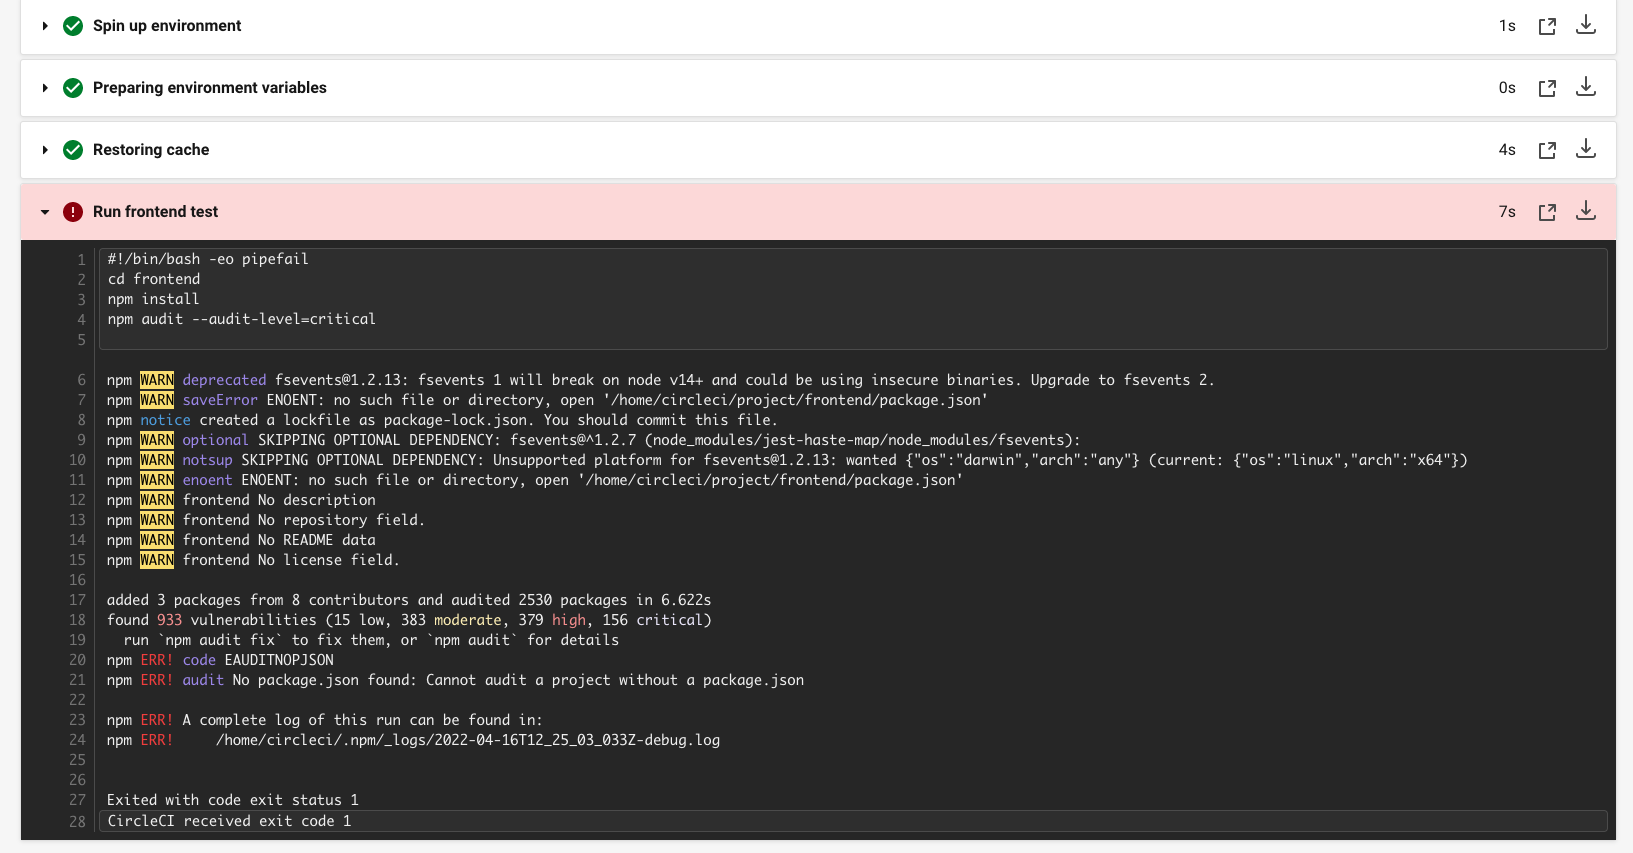 Spin up environment 1s
Preparing environment variables 0s
Restoring cache 4s
Run frontend test 7s
1 #!/bin/bash -eo pipefail
2 cd frontend
3 npm install
4 npm audit --audit-level=critical
5
6 npm WARN deprecated fsevents@1.2.13: fsevents 1 will break on node v14+ and could be using insecure binaries. Upgrade to fsevents 2.
7 npm WARN saveError ENOENT: no such file or directory, open '/home/circleci/project/frontend/package.json'
8 npm notice created a lockfile as package-lock.json. You should commit this file.
9 npm WARN optional SKIPPING OPTIONAL DEPENDENCY: fsevents@^1.2.7 (node_modules/jest-haste-map/node_modules/fsevents):
10 npm WARN notsup SKIPPING OPTIONAL DEPENDENCY: Unsupported platform for fsevents@1.2.13: wanted {"os":"darwin","arch":"any"} (current: {"os":"linux","arch":"x64"})
11 npm WARN enoent ENOENT: no such file or directory, open '/home/circleci/project/frontend/package.json'
12 npm WARN frontend No description
13 npm WARN frontend No repository field.
14 npm WARN frontend No README data
15 npm WARN frontend No license field.
16
17 added 3 packages from 8 contributors and audited 2530 packages in 6.622s
18 found 933 vulnerabilities (15 low, 383 moderate, 379 high, 156 critical)
19 run `npm audit fix` to fix them, or `npm audit` for details
20 npm ERR! code EAUDITNOPJSON
21 npm ERR! audit No package.json found: Cannot audit a project without a package.json
22
23 npm ERR! A complete log of this run can be found in:
24 npm ERR! /home/circleci/.npm/_logs/2022-04-16T12_25_03_033Z-debug.log
25
26
27 Exited with code exit status 1
28 CircleCI received exit code 1